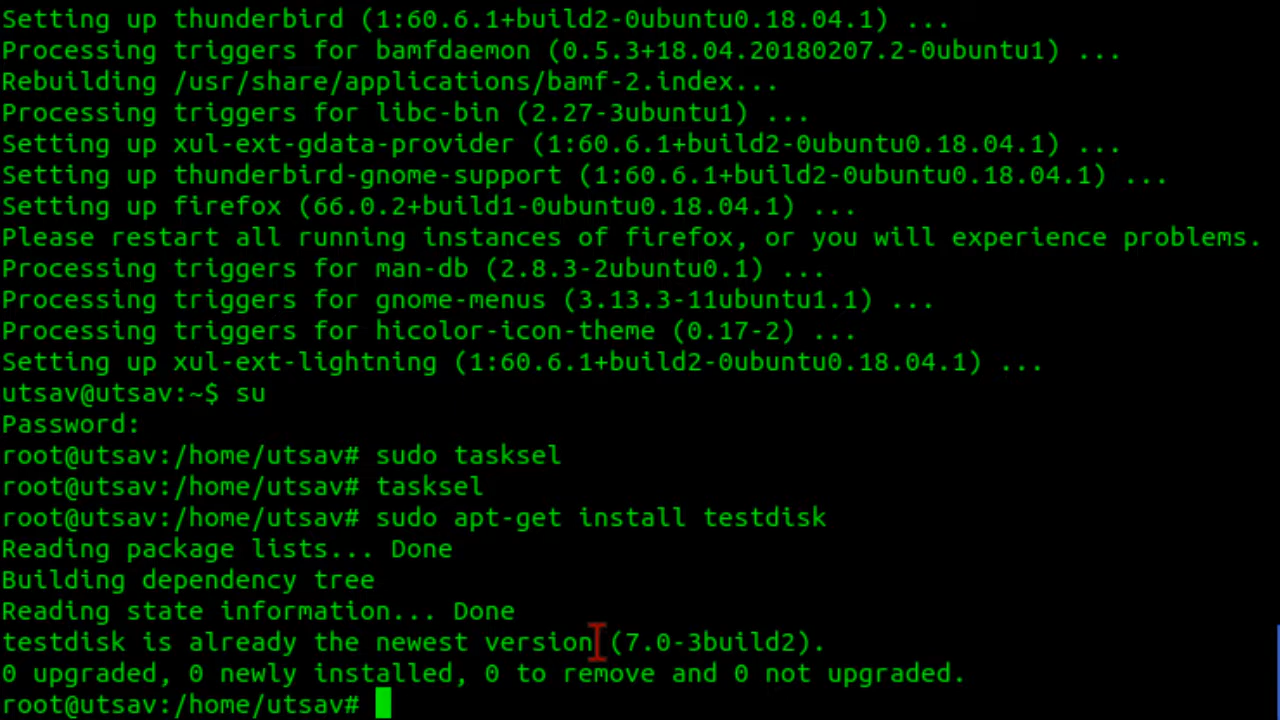 Setting up thunderbird (1:60.6.1+build2-0ubuntu0.18.04.1) ...
Processing triggers for bamfdaemon (0.5.3+18.04.20180207.2-0ubuntu1) ...
Rebuilding /usr/share/applications/bamf-2.index...
Processing triggers for libc-bin (2.27-3ubuntu1) ...
Setting up xul-ext-gdata-provider (1:60.6.1+build2-0ubuntu0.18.04.1) ...
Setting up thunderbird-gnome-support (1:60.6.1+build2-0ubuntu0.18.04.1) ...
Setting up firefox (66.0.2+build1-0ubuntu0.18.04.1) ...
Please restart all running instances of firefox, or you will experience problems.
Processing triggers for man-db (2.8.3-2ubuntu0.1) ...
Processing triggers for gnome-menus (3.13.3-11ubuntu1.1) ...
Processing triggers for hicolor-icon-theme (0.17-2) ...
Setting up xul-ext-lightning (1:60.6.1+build2-0ubuntu0.18.04.1) ...
utsav@utsav:~$ su
Password:
root@utsav:/home/utsav# sudo tasksel
root@utsav:/home/utsav# tasksel
root@utsav:/home/utsav# sudo apt-get install testdisk
Reading package lists... Done
Building dependency tree
Reading state information... Done
testdisk is already the newest version (7.0-3build2).
0 upgraded, 0 newly installed, 0 to remove and 0 not upgraded.
root@utsav:/home/utsav#